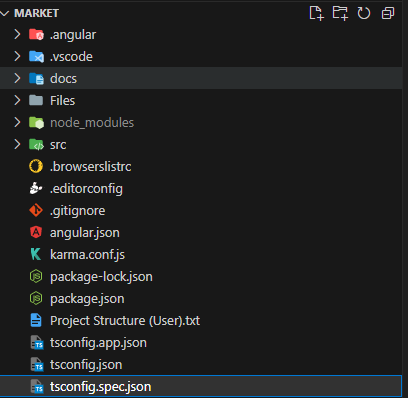 MARKET
.angular
.vscode
docs
Files
node_modules
src
.browserslistrc
.editorconfig
.gitignore
angular.json
karma.conf.js
package-lock.json
package.json
Project Structure (User).txt
tsconfig.app.json
tsconfig.json
tsconfig.spec.json